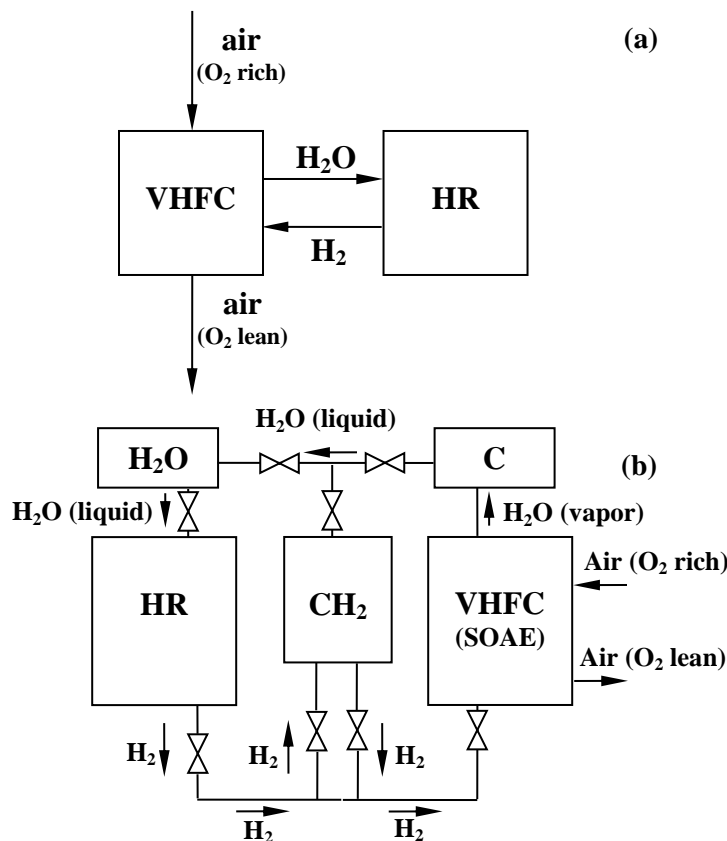 (a)
air
(O₂ rich)
VHFC
H₂O
H₂
HR
air
(O₂ lean)
(b)
H₂O (liquid)
H₂O
C
H₂O (liquid)
H₂O (vapor)
HR
CH₂
VHFC
(SOAE)
Air (O₂ rich)
Air (O₂ lean)
H₂
H₂
H₂
H₂
H₂